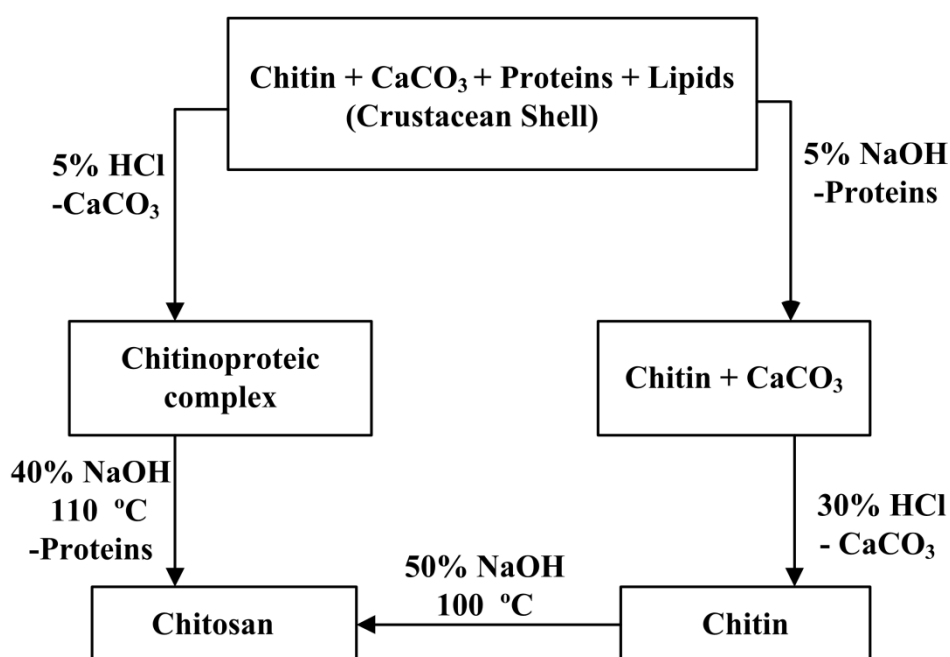 Chitin + CaCO₃ + Proteins + Lipids
(Crustacean Shell)
5% HCl
-CaCO₃
5% NaOH
-Proteins
Chitinoproteic
complex
Chitin + CaCO₃
40% NaOH
110 ºC
-Proteins
30% HCl
- CaCO₃
50% NaOH
100 ºC
Chitosan
Chitin